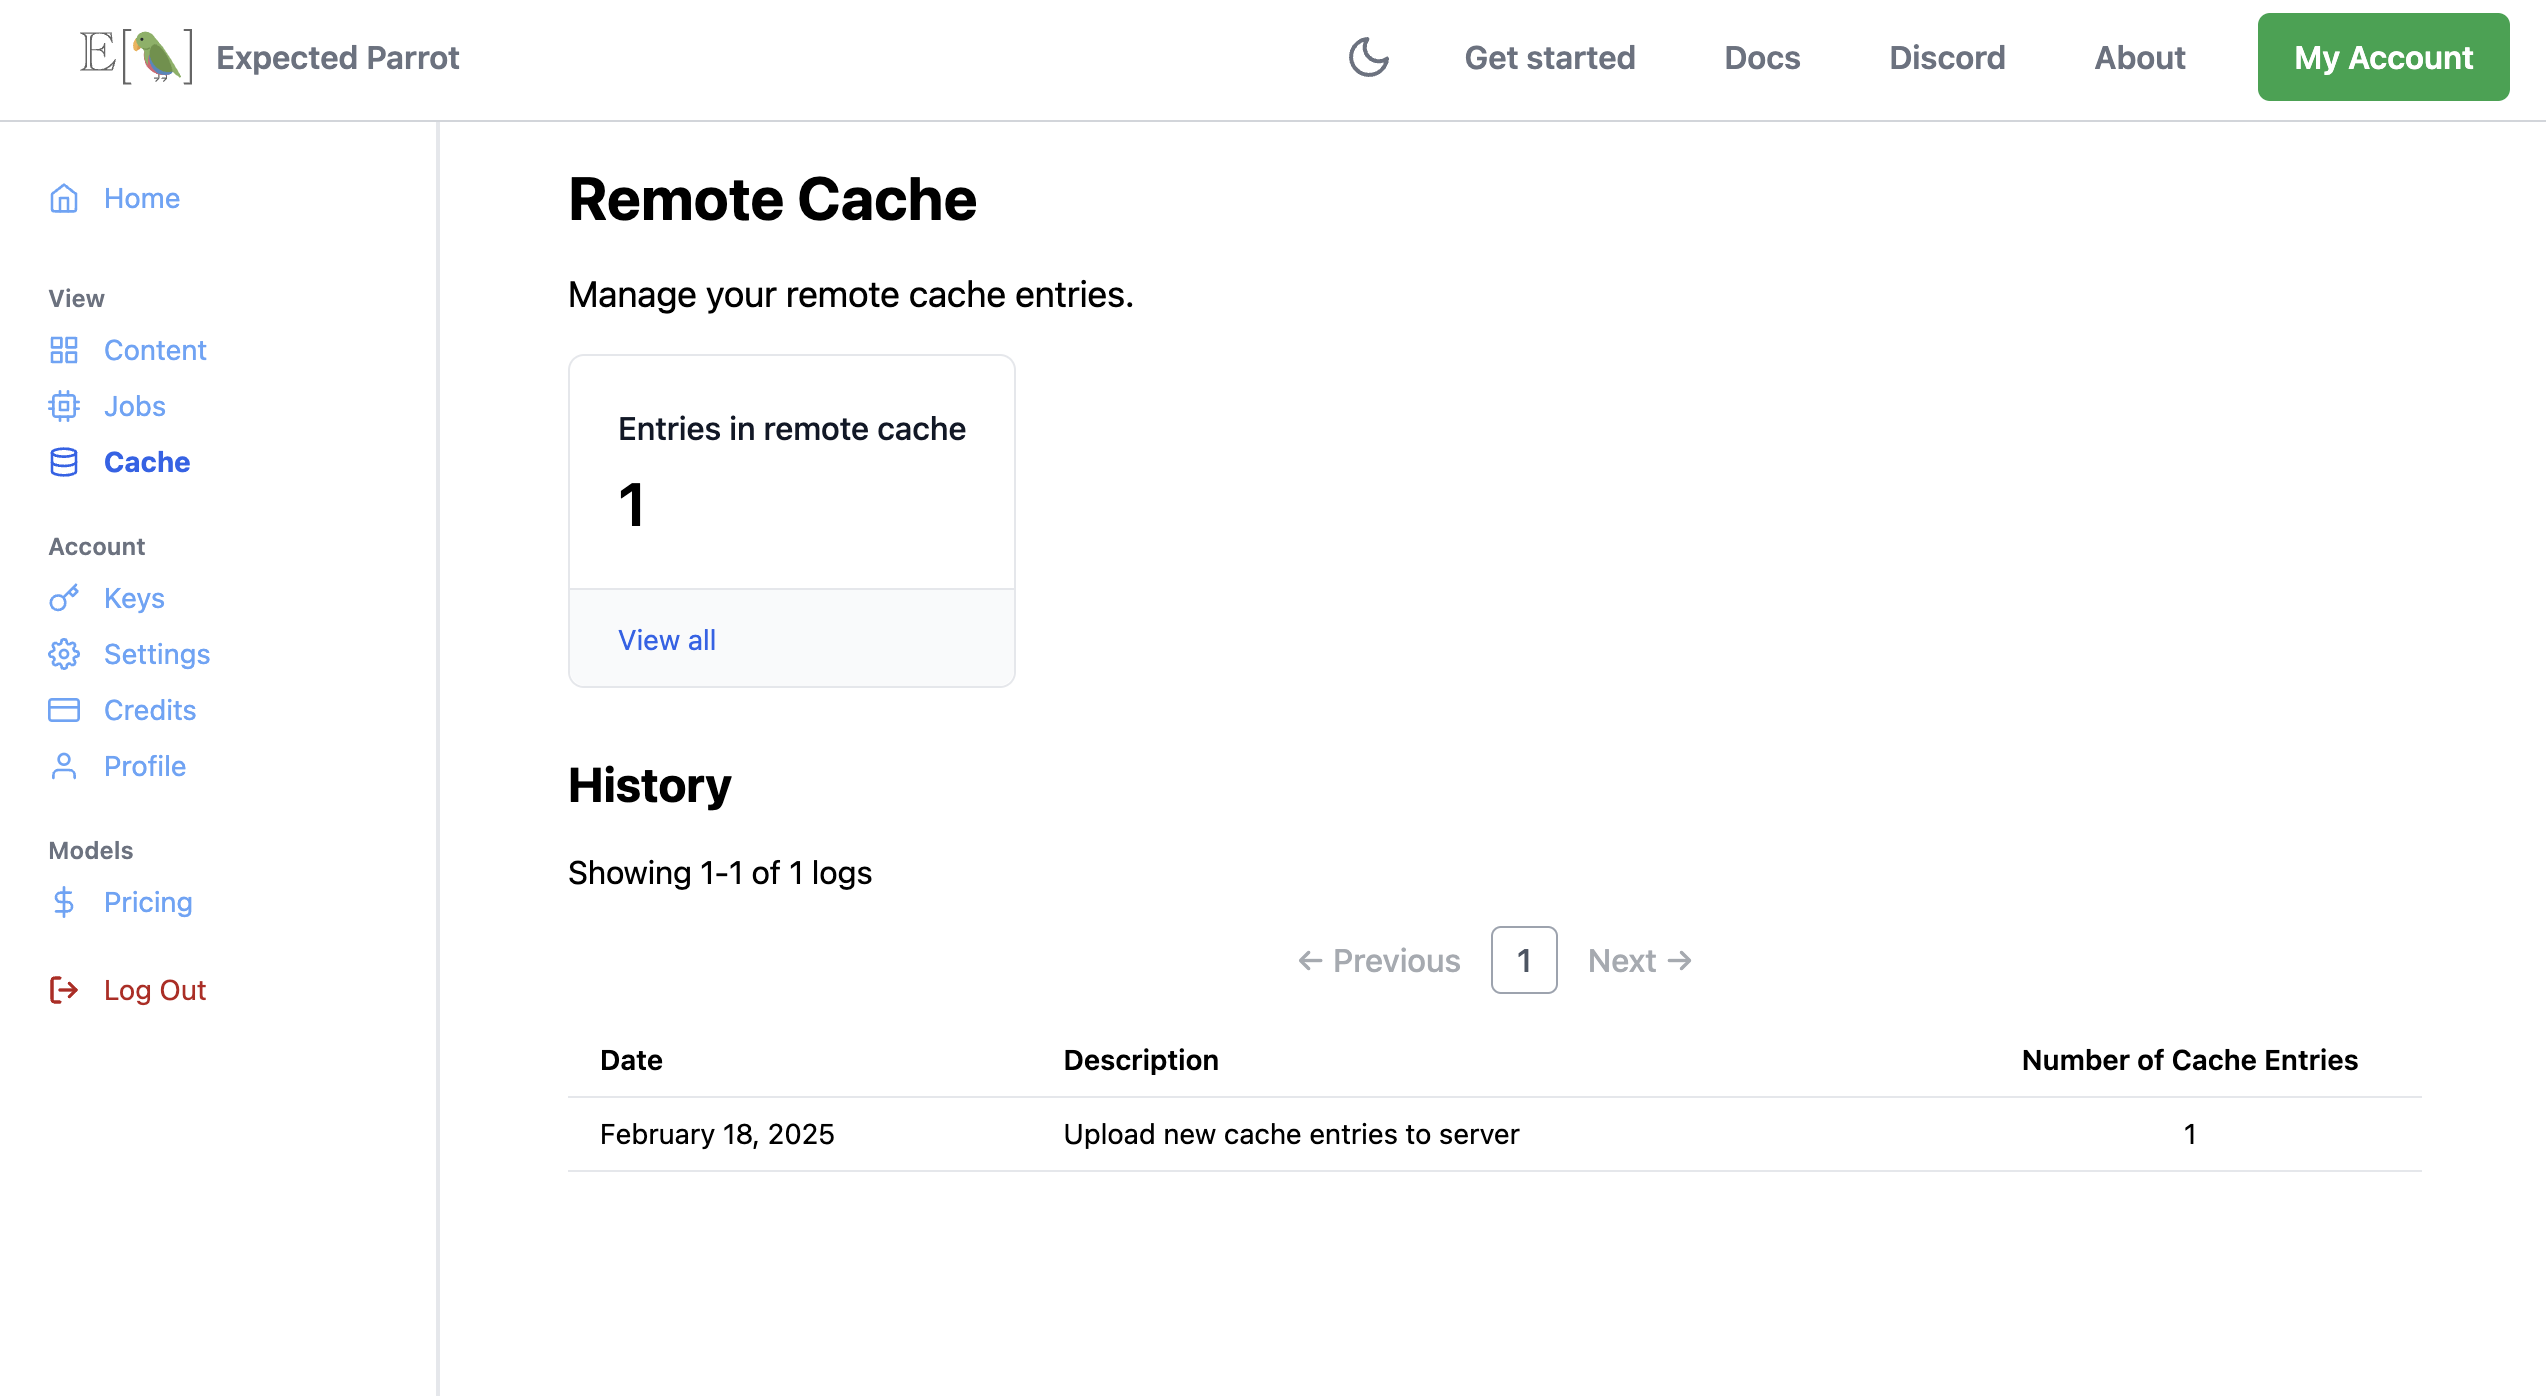 E[] Expected Parrot
Get started
Docs
Discord
About
My Account
Home
View
Content
Jobs
Cache
Account
Keys
Settings
Credits
Profile
Models
Pricing
Log Out
Remote Cache
Manage your remote cache entries.
Entries in remote cache
1
View all
History
Showing 1-1 of 1 logs
← Previous 1 Next →
Date Description Number of Cache Entries
February 18, 2025 Upload new cache entries to server 1